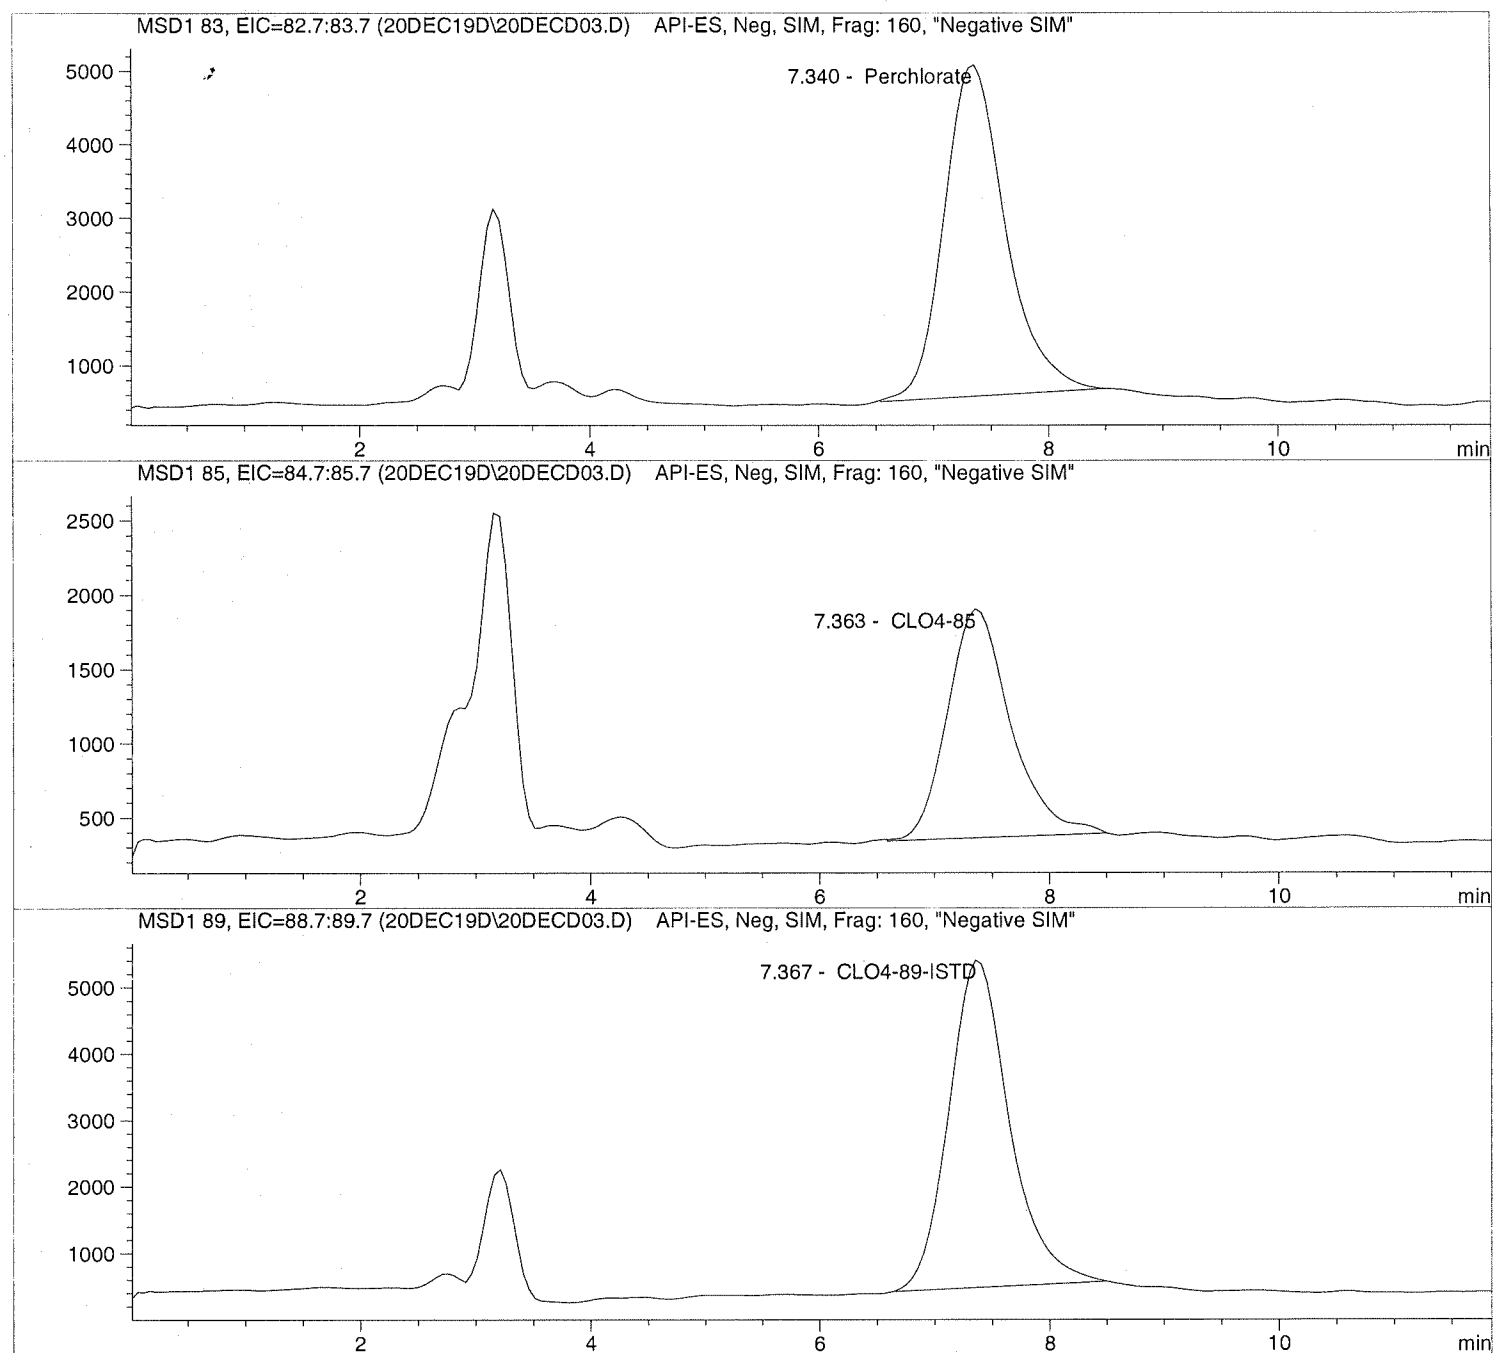 MSD1 83, EIC=82.7:83.7 (20DEC19D\20DECD03.D) API-ES, Neg, SIM, Frag: 160, "Negative SIM"
5000
7.340 - Perchlorate
4000
3000
2000
1000
2 4 6 8 10 min
MSD1 85, EIC=84.7:85.7 (20DEC19D\20DECD03.D) API-ES, Neg, SIM, Frag: 160, "Negative SIM"
2500
2000
7.363 - CLO4-85
1500
1000
500
2 4 6 8 10 min
MSD1 89, EIC=88.7:89.7 (20DEC19D\20DECD03.D) API-ES, Neg, SIM, Frag: 160, "Negative SIM"
7.367 - CLO4-89-ISTD
5000
4000
3000
2000
1000
2 4 6 8 10 min